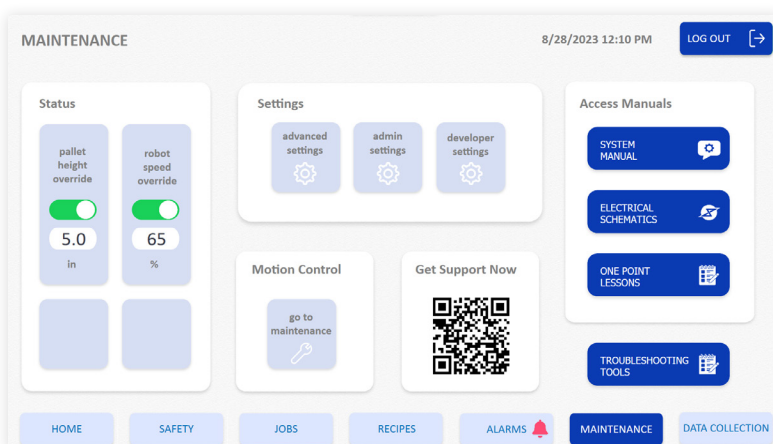 MAINTENANCE
8/28/2023 12:10 PM
LOG OUT
Status
pallet
height
override
5.0
in
robot
speed
override
65
%
Settings
advanced
settings
admin
settings
developer
settings
Motion Control
go to
maintenance
Get Support Now
Access Manuals
SYSTEM
MANUAL
ELECTRICAL
SCHEMATICS
ONE POINT
LESSONS
TROUBLESHOOTING
TOOLS
HOME
SAFETY
JOBS
RECIPES
ALARMS
MAINTENANCE
DATA COLLECTION